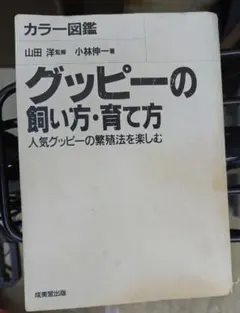 カラー図鑑
山田 洋監修 小林伸一著
グッピーの
飼い方・育て方
人気グッピーの繁殖法を楽しむ
成美堂出版